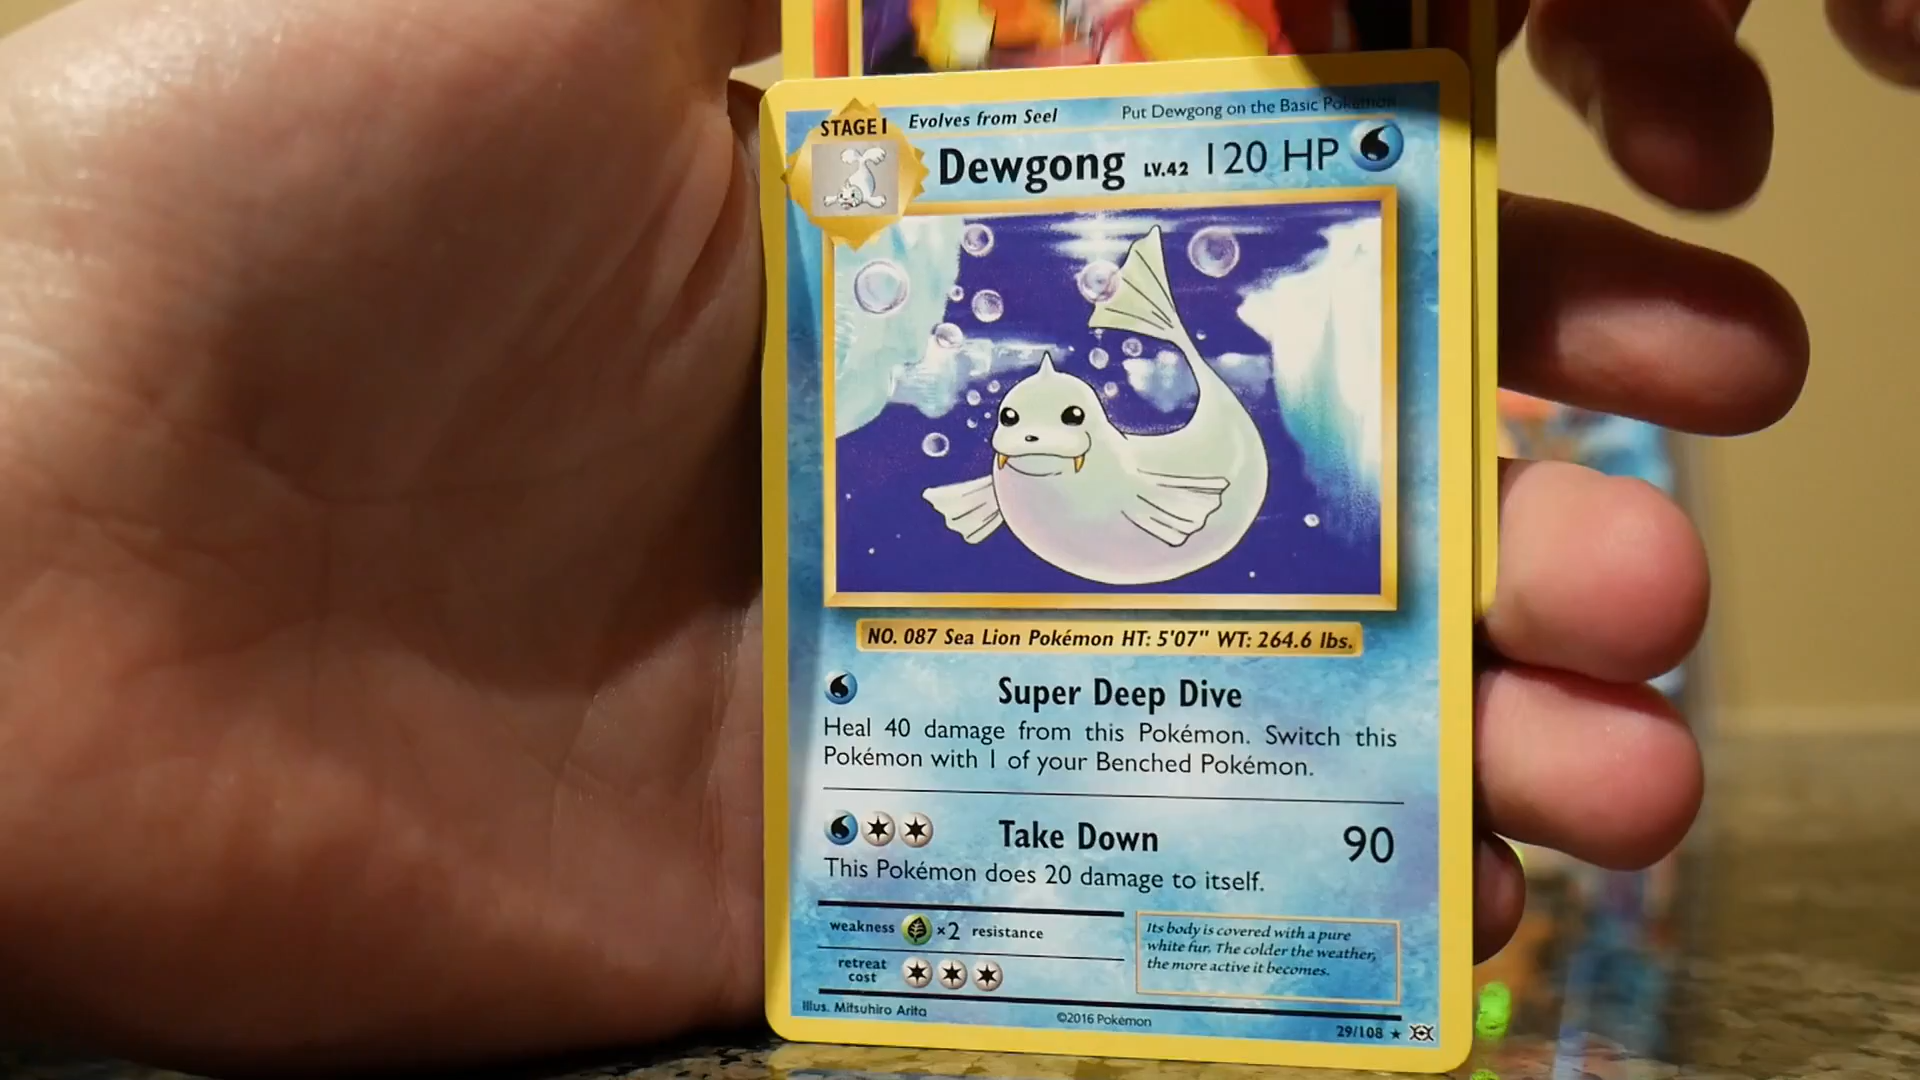 STAGE 1 Evolves from Seel Put Dewgong on the Basic Pokémon
Dewgong LV.42 120 HP
NO. 087 Sea Lion Pokémon HT: 5'07" WT: 264.6 lbs.
Super Deep Dive
Heal 40 damage from this Pokémon. Switch this
Pokémon with 1 of your Benched Pokémon.
Take Down 90
This Pokémon does 20 damage to itself.
weakness ×2 resistance
retreat
cost
Its body is covered with a pure
white fur. The colder the weather,
the more active it becomes.
Illus. Mitsuhiro Arita
©2016 Pokémon
29/108 ★